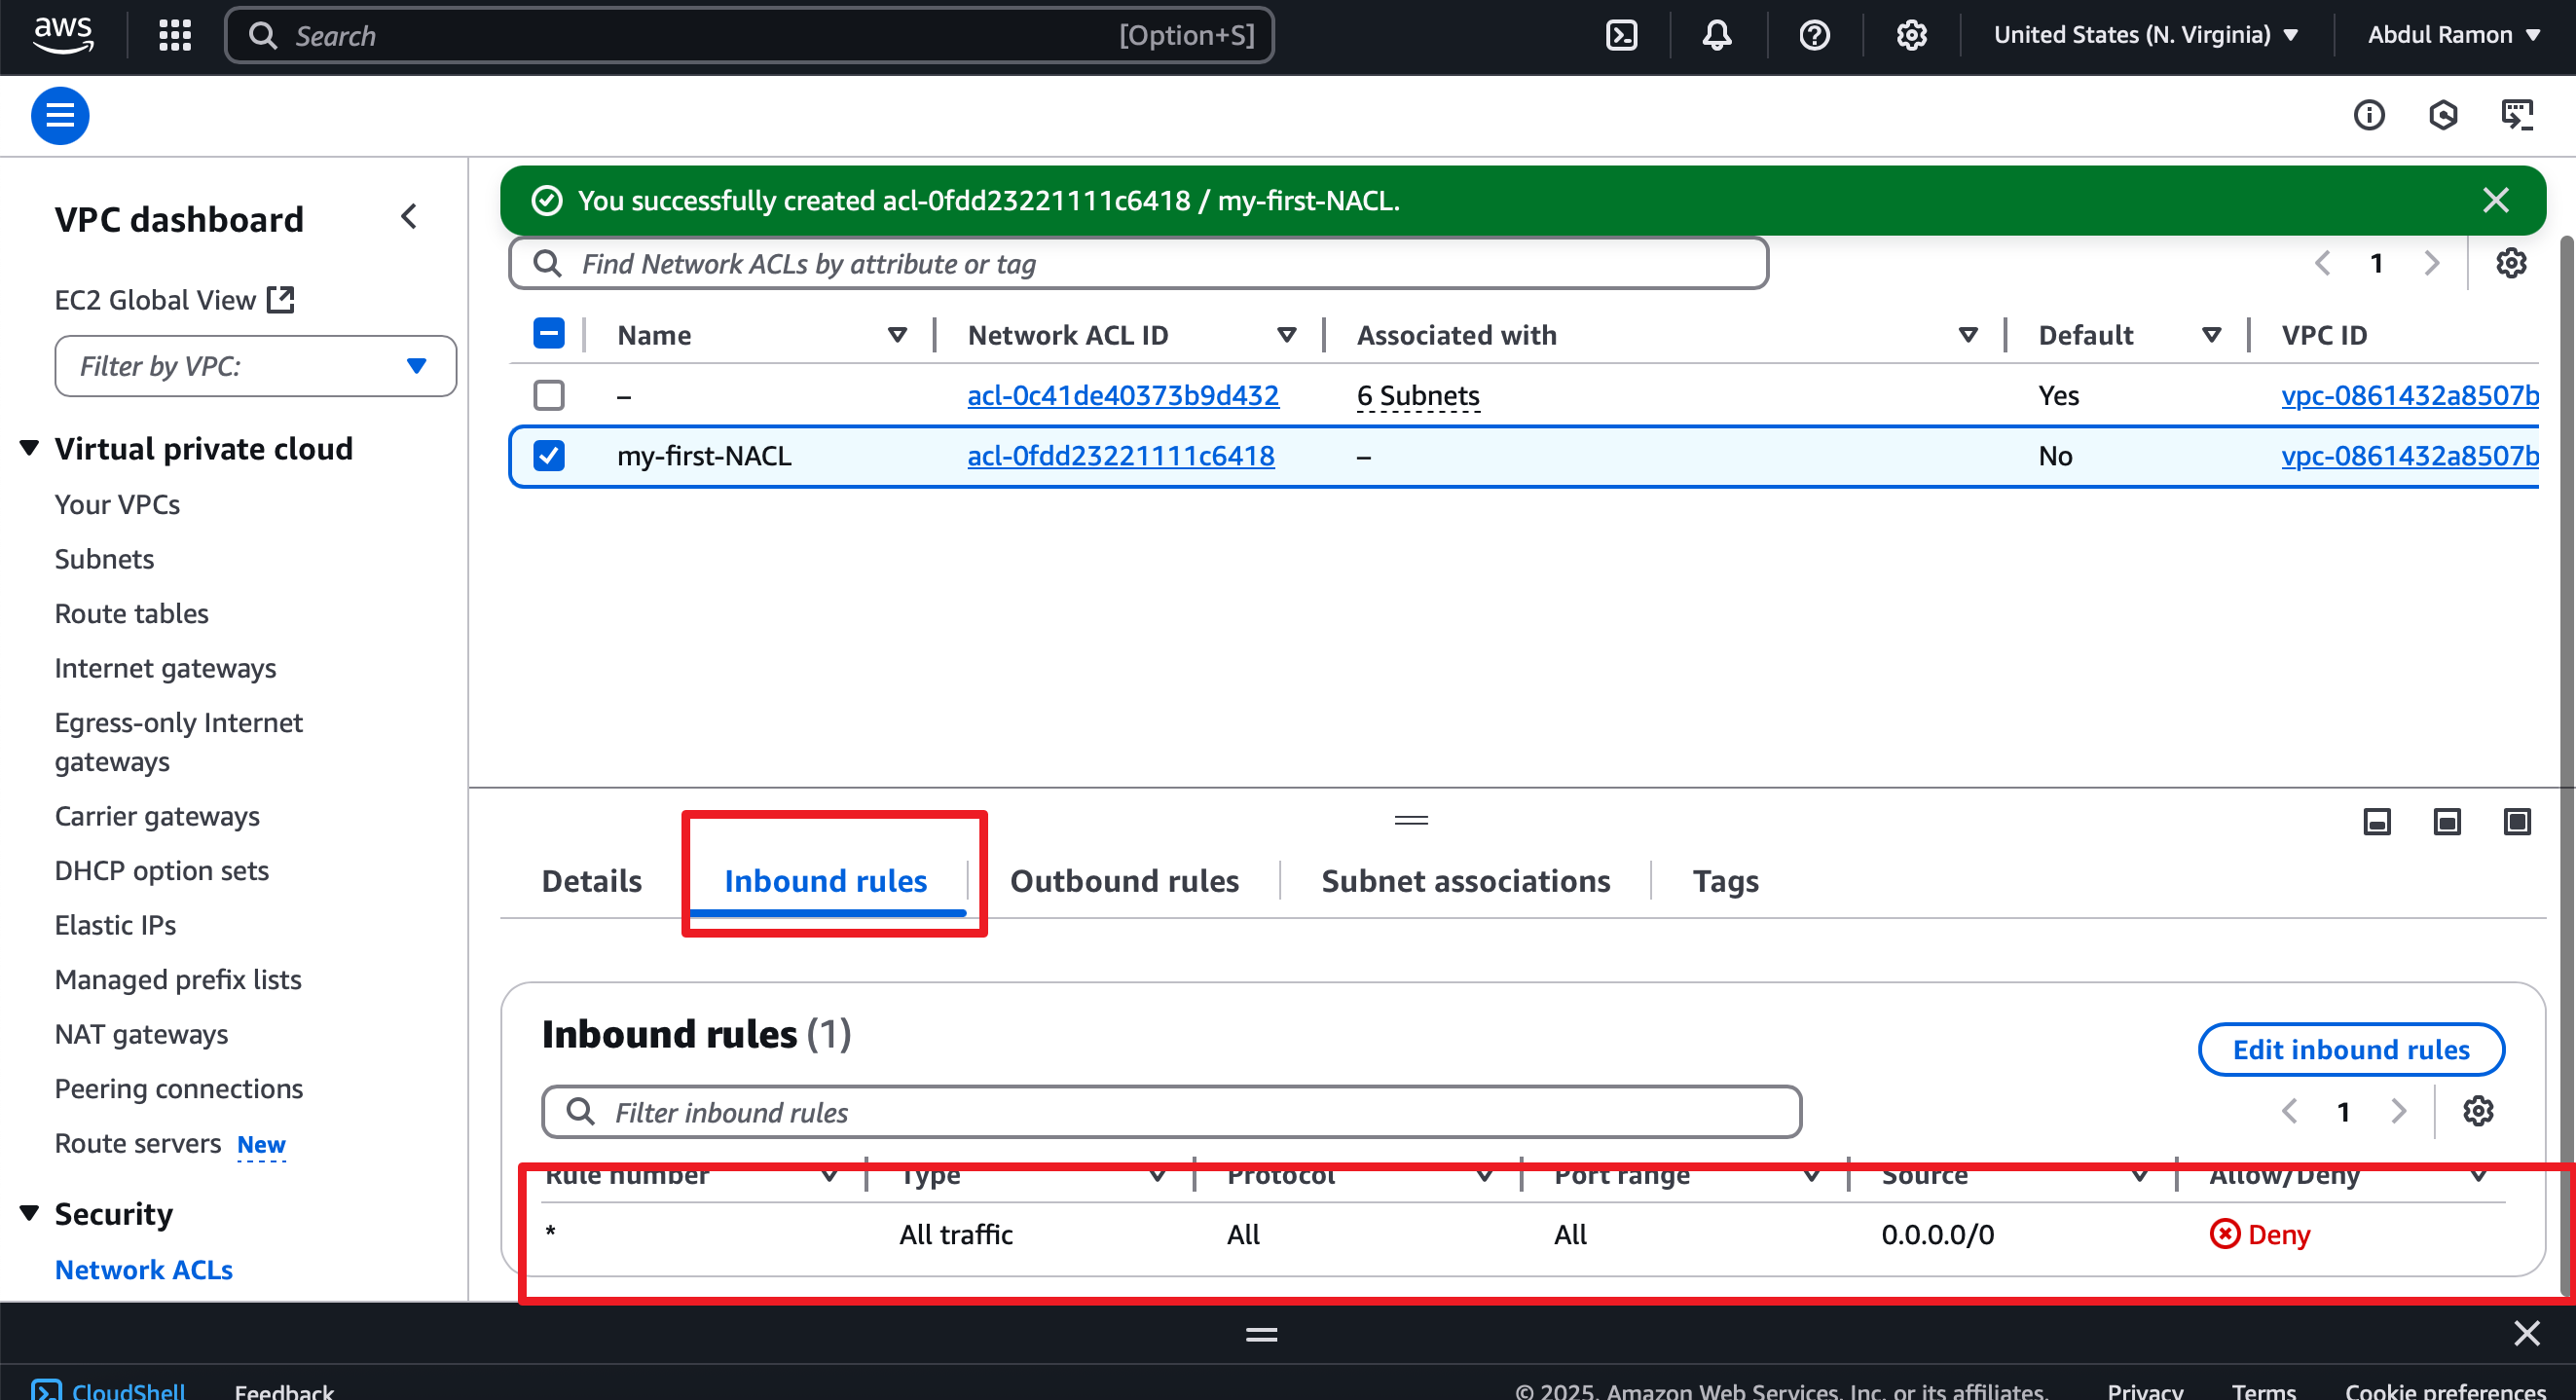 aws
Search [Option+S] United States (N. Virginia) Abdul Ramon
VPC dashboard
You successfully created acl-0fdd23221111c6418 / my-first-NACL.
Find Network ACLs by attribute or tag 1
EC2 Global View
Filter by VPC:
Name Network ACL ID Associated with Default VPC ID
– acl-0c41de40373b9d432 6 Subnets Yes vpc-0861432a8507b
my-first-NACL acl-0fdd23221111c6418 – No vpc-0861432a8507b
Virtual private cloud
Your VPCs
Subnets
Route tables
Internet gateways
Egress-only Internet
gateways
Carrier gateways
DHCP option sets
Elastic IPs
Managed prefix lists
NAT gateways
Peering connections
Route servers New
Security
Network ACLs
Details Inbound rules Outbound rules Subnet associations Tags
Inbound rules (1)
Edit inbound rules
Filter inbound rules 1
Rule number Type Protocol Port range Source Allow/Deny
* All traffic All All 0.0.0.0/0 Deny
CloudShell Feedback © 2025, Amazon Web Services, Inc. or its affiliates. Privacy Terms Cookie preferences